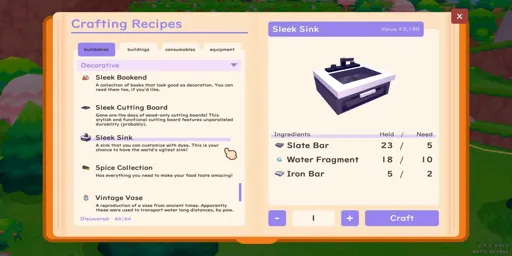 Crafting Recipes
buildables
buildings
consumables
equipment
Decorative
Sleek Bookend
A collection of books that look good as decoration. You can
read them too, if you'd like.
Sleek Cutting Board
Gone are the days of wood-only cutting boards! This
stylish and functional cutting board features unparalleled
durability (probably).
Sleek Sink
A sink that you can customize with dyes. This is your
chance to have the world's ugliest sink!
Spice Collection
Has everything you need to make your food taste amazing!
Vintage Vase
A reproduction of a vase from ancient times. Apparently
these were used to transport water long distances, by paw.
Discovered: 64/64
X
Sleek Sink
Ingredients Held / Need
Slate Bar 23 / 5
Water Fragment 18 / 10
Iron Bar 5 / 2
- 1 + Craft